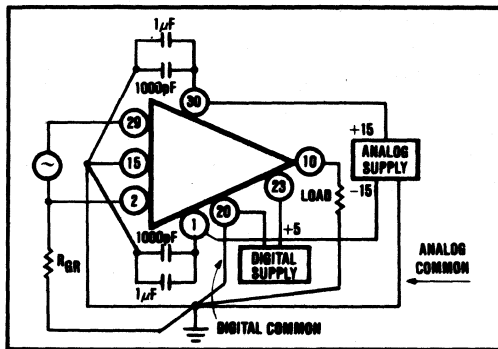 1µF
1000pF
30
+15
29
15
10
ANALOG
SUPPLY
2
23
LOAD
-15
20
1
1000pF
+5
DIGITAL
SUPPLY
RGR
1µF
ANALOG
COMMON
DIGITAL COMMON